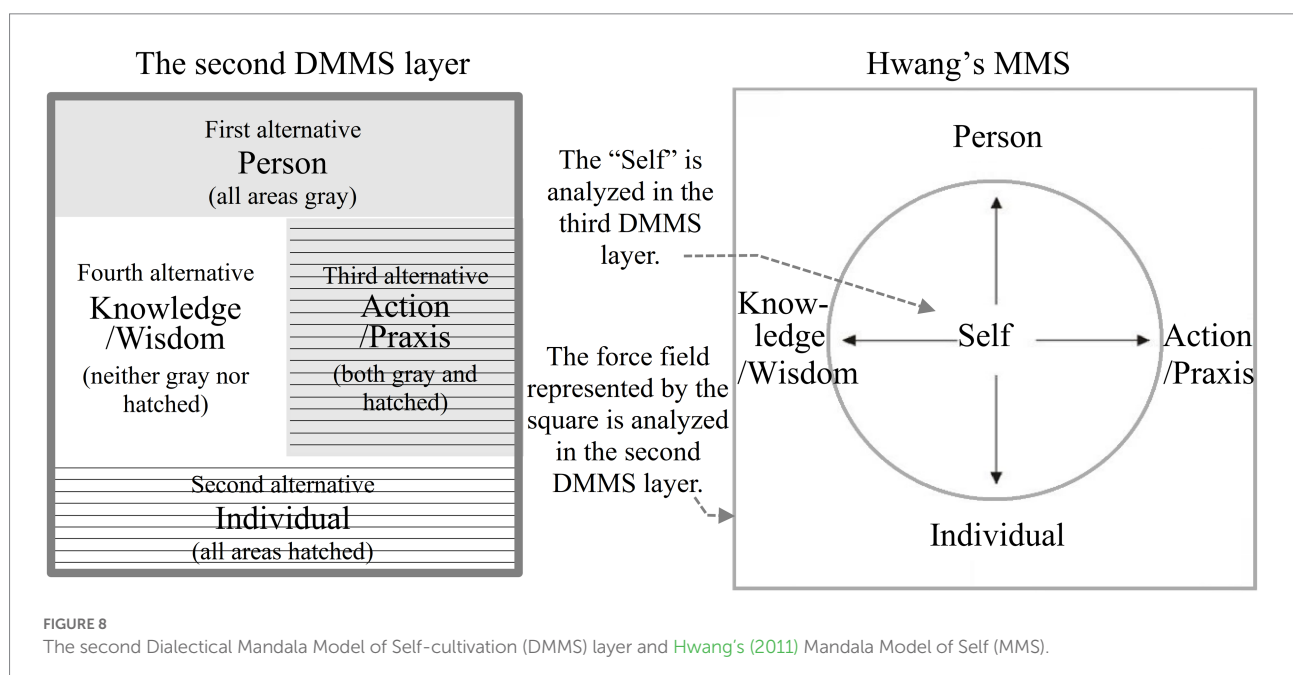 The second DMMS layer
First alternative
Person
(all areas gray)
Fourth alternative
Knowledge
/Wisdom
(neither gray nor
hatched)
Third alternative
Action
/Praxis
(both gray and
hatched)
Second alternative
Individual
(all areas hatched)
The “Self” is
analyzed in the
third DMMS
layer.
The force field
represented by the
square is analyzed
in the second
DMMS layer.
Hwang’s MMS
Person
Know-
ledge
/Wisdom
Self
Action
/Praxis
Individual
FIGURE 8
The second Dialectical Mandala Model of Self-cultivation (DMMS) layer and Hwang’s (2011) Mandala Model of Self (MMS).